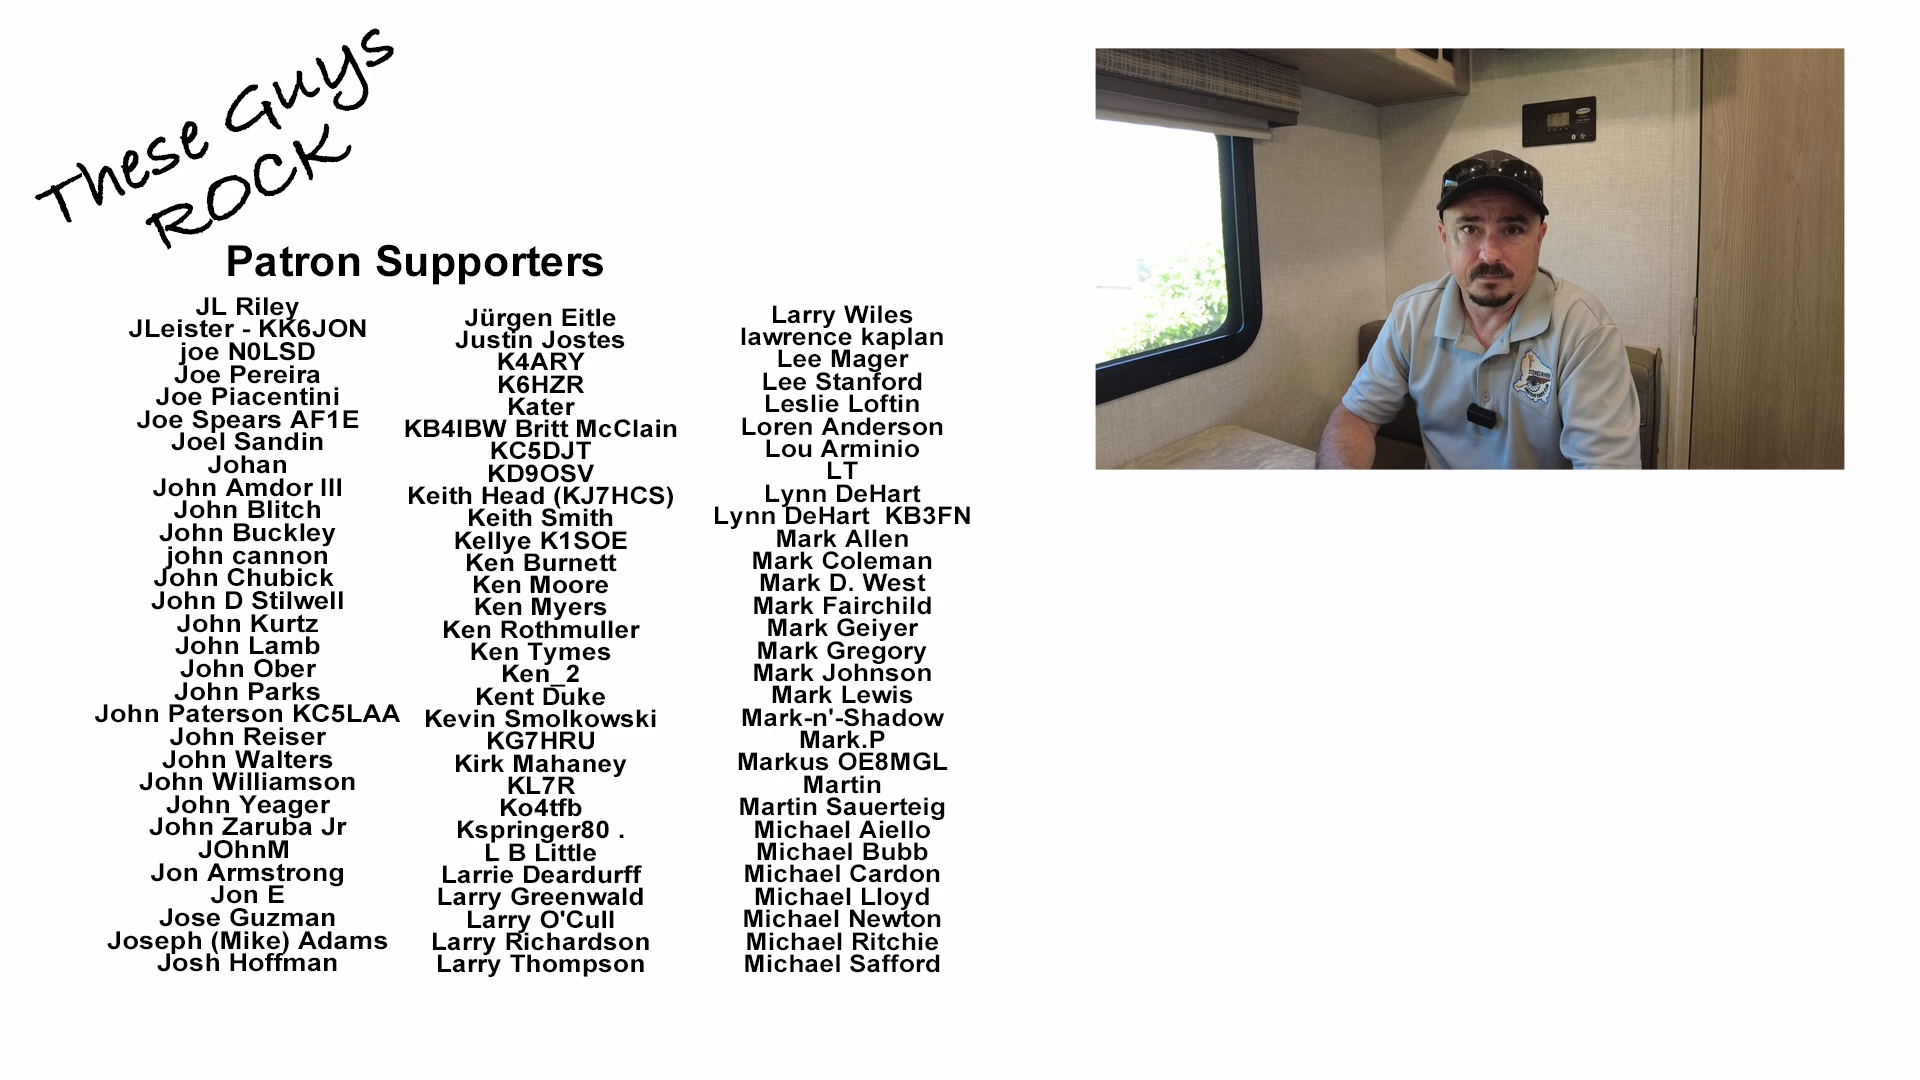 These Guys
ROCK
Patron Supporters
JL Riley
JLeister - KK6JON
joe N0LSD
Joe Pereira
Joe Piacentini
Joe Spears AF1E
Joel Sandin
Johan
John Amdor III
John Blitch
John Buckley
john cannon
John Chubick
John D Stilwell
John Kurtz
John Lamb
John Ober
John Parks
John Paterson KC5LAA
John Reiser
John Walters
John Williamson
John Yeager
John Zaruba Jr
JOhnM
Jon Armstrong
Jon E
Jose Guzman
Joseph (Mike) Adams
Josh Hoffman
Jürgen Eitle
Justin Jostes
K4ARY
K6HZR
Kater
KB4IBW Britt McClain
KC5DJT
KD9OSV
Keith Head (KJ7HCS)
Keith Smith
Kellye K1SOE
Ken Burnett
Ken Moore
Ken Myers
Ken Rothmuller
Ken Tymes
Ken_2
Kent Duke
Kevin Smolkowski
KG7HRU
Kirk Mahaney
KL7R
Ko4tfb
Kspringer80 .
L B Little
Larrie Deardurff
Larry Greenwald
Larry O'Cull
Larry Richardson
Larry Thompson
Larry Wiles
lawrence kaplan
Lee Mager
Lee Stanford
Leslie Loftin
Loren Anderson
Lou Arminio
LT
Lynn DeHart
Lynn DeHart  KB3FN
Mark Allen
Mark Coleman
Mark D. West
Mark Fairchild
Mark Geiyer
Mark Gregory
Mark Johnson
Mark Lewis
Mark-n'-Shadow
Mark.P
Markus OE8MGL
Martin
Martin Sauerteig
Michael Aiello
Michael Bubb
Michael Cardon
Michael Lloyd
Michael Newton
Michael Ritchie
Michael Safford